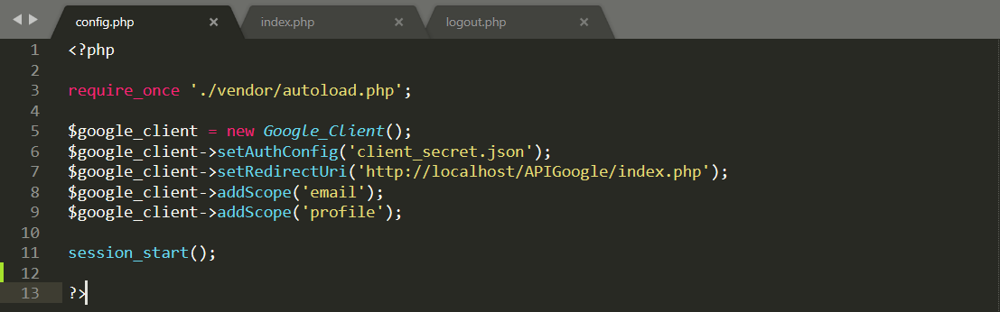 config.php × index.php × logout.php ×
1 <?php
2
3 require_once './vendor/autoload.php';
4
5 $google_client = new Google_Client();
6 $google_client->setAuthConfig('client_secret.json');
7 $google_client->setRedirectUri('http://localhost/APIGoogle/index.php');
8 $google_client->addScope('email');
9 $google_client->addScope('profile');
10
11 session_start();
12
13 ?>